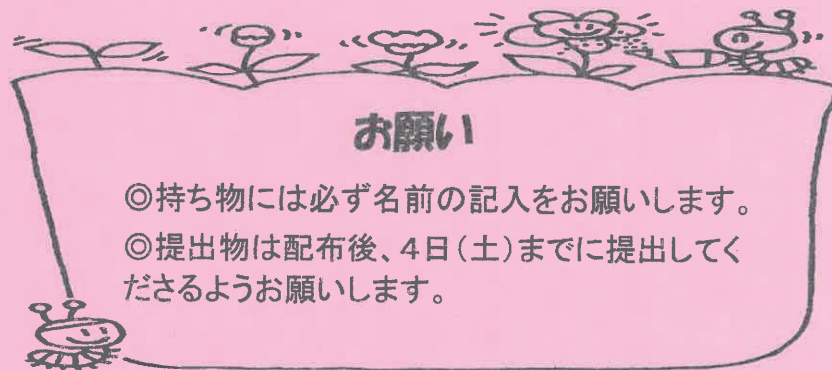 お願い
◎持ち物には必ず名前の記入をお願いします。
◎提出物は配布後、4日(土)までに提出してく
ださるようお願いします。